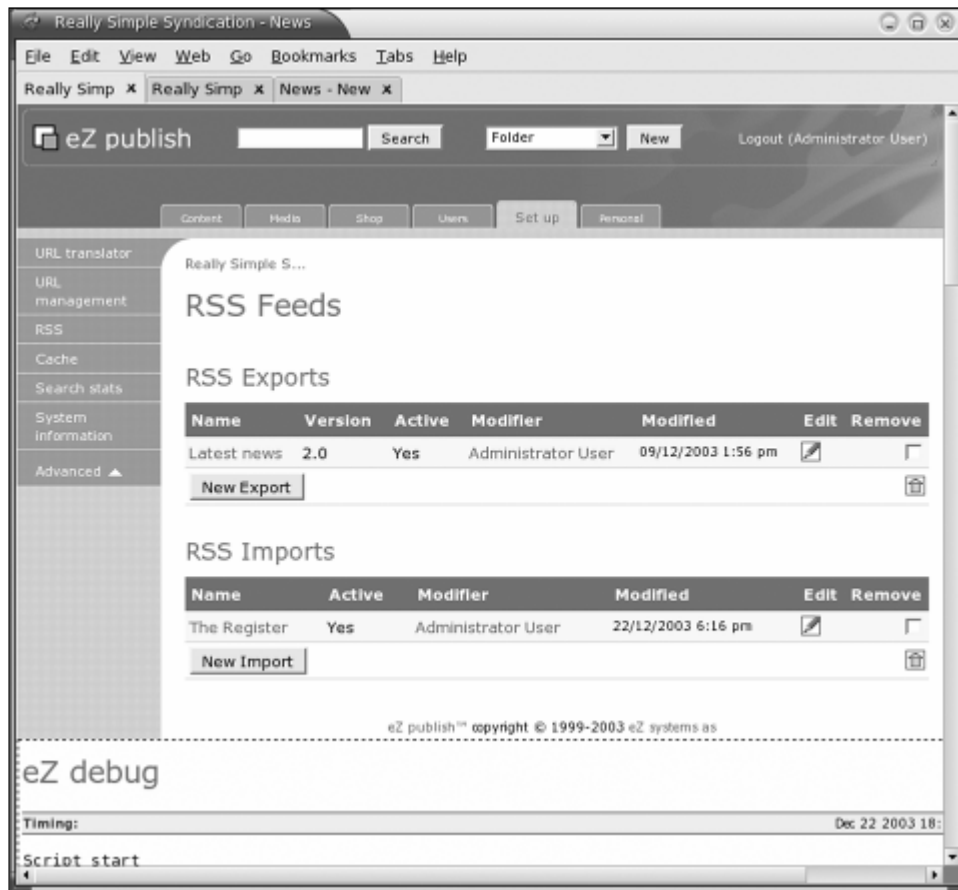 Really Simple Syndication - News
File Edit View Web Go Bookmarks Tabs Help
Really Simp Really Simp News - New
eZ publish Search Folder New Logout (Administrator User)
Content Media Shop Users Set up Personal
URL translator
URL
management
RSS
Cache
Search stats
System
information
Advanced
Really Simple S...
RSS Feeds
RSS Exports
Name Version Active Modifier Modified Edit Remove
Latest news 2.0 Yes Administrator User 09/12/2003 1:56 pm
New Export
RSS Imports
Name Active Modifier Modified Edit Remove
The Register Yes Administrator User 22/12/2003 6:16 pm
New Import
eZ publish™ copyright © 1999-2003 eZ systems as
eZ debug
Timing: Dec 22 2003 18:
Script start